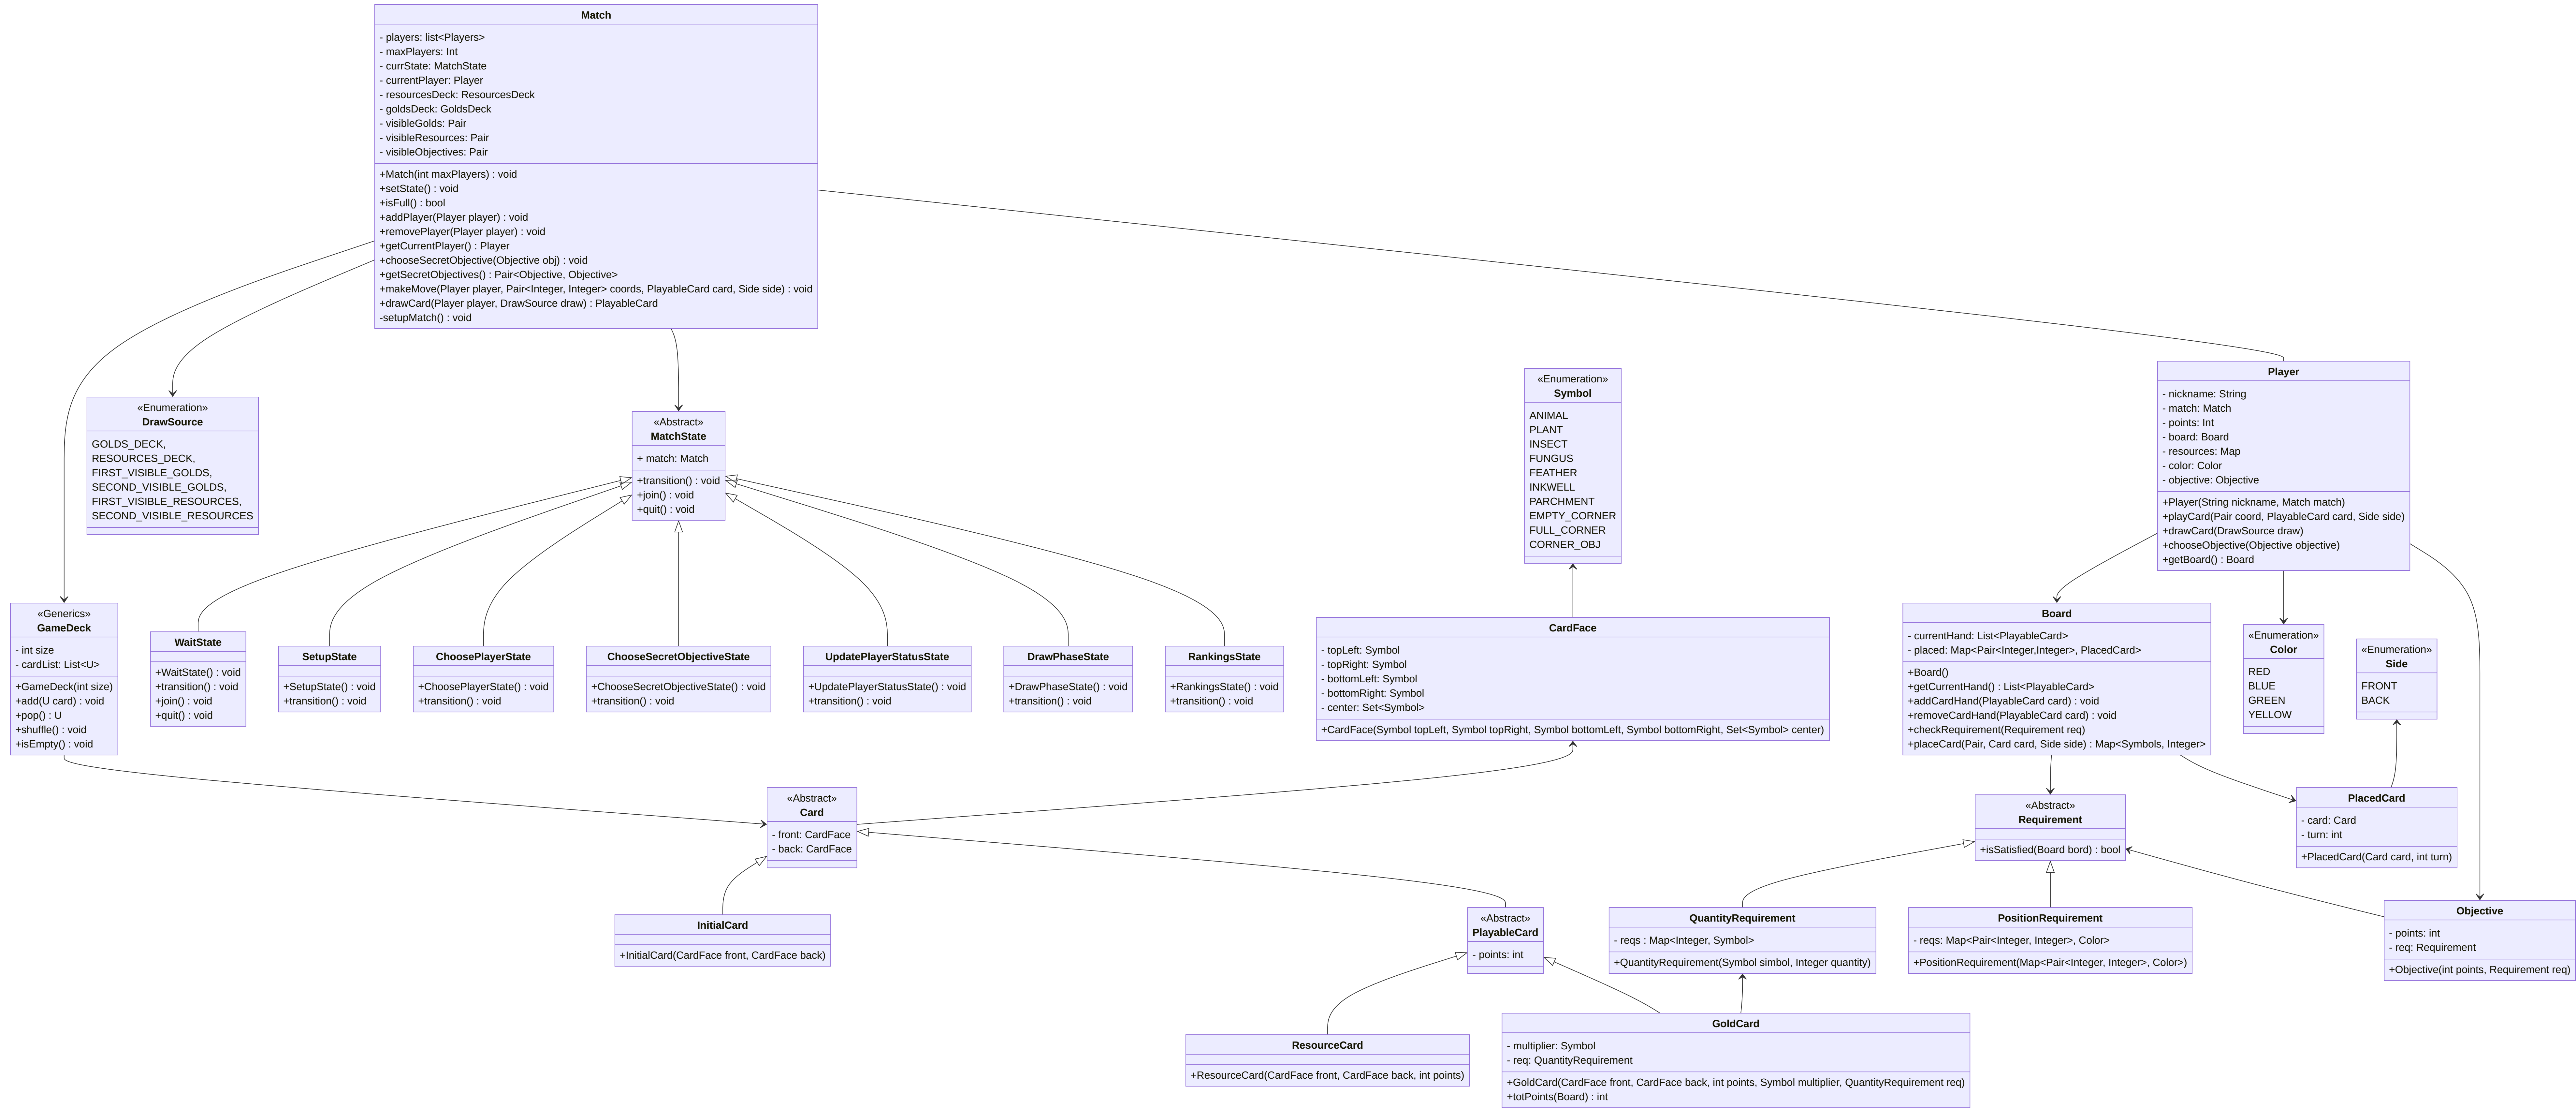 Match
- players: list<Players>
- maxPlayers: Int
- currState: MatchState
- currentPlayer: Player
- resourcesDeck: ResourcesDeck
- goldsDeck: GoldsDeck
- visibleGolds: Pair
- visibleResources: Pair
- visibleObjectives: Pair
+Match(int maxPlayers) : void
+setState() : void
+isFull() : bool
+addPlayer(Player player) : void
+removePlayer(Player player) : void
+getCurrentPlayer() : Player
+chooseSecretObjective(Objective obj) : void
+getSecretObjectives() : Pair<Objective, Objective>
+makeMove(Player player, Pair<Integer, Integer> coords, PlayableCard card, Side side) : void
+drawCard(Player player, DrawSource draw) : PlayableCard
-setupMatch() : void
«Enumeration»
DrawSource
GOLDS_DECK,
RESOURCES_DECK,
FIRST_VISIBLE_GOLDS,
SECOND_VISIBLE_GOLDS,
FIRST_VISIBLE_RESOURCES,
SECOND_VISIBLE_RESOURCES
«Abstract»
MatchState
+ match: Match
+transition() : void
+join() : void
+quit() : void
«Enumeration»
Symbol
ANIMAL
PLANT
INSECT
FUNGUS
FEATHER
INKWELL
PARCHMENT
EMPTY_CORNER
FULL_CORNER
CORNER_OBJ
Player
- nickname: String
- match: Match
- points: Int
- board: Board
- resources: Map
- color: Color
- objective: Objective
+Player(String nickname, Match match)
+playCard(Pair coord, PlayableCard card, Side side)
+drawCard(DrawSource draw)
+chooseObjective(Objective objective)
+getBoard() : Board
«Generics»
GameDeck
- int size
- cardList: List<U>
+GameDeck(int size)
+add(U card) : void
+pop() : U
+shuffle() : void
+isEmpty() : void
WaitState
+WaitState() : void
+transition() : void
+join() : void
+quit() : void
SetupState
+SetupState() : void
+transition() : void
ChoosePlayerState
+ChoosePlayerState() : void
+transition() : void
ChooseSecretObjectiveState
+ChooseSecretObjectiveState() : void
+transition() : void
UpdatePlayerStatusState
+UpdatePlayerStatusState() : void
+transition() : void
DrawPhaseState
+DrawPhaseState() : void
+transition() : void
RankingsState
+RankingsState() : void
+transition() : void
CardFace
- topLeft: Symbol
- topRight: Symbol
- bottomLeft: Symbol
- bottomRight: Symbol
- center: Set<Symbol>
+CardFace(Symbol topLeft, Symbol topRight, Symbol bottomLeft, Symbol bottomRight, Set<Symbol> center)
Board
- currentHand: List<PlayableCard>
- placed: Map<Pair<Integer,Integer>, PlacedCard>
+Board()
+getCurrentHand() : List<PlayableCard>
+addCardHand(PlayableCard card) : void
+removeCardHand(PlayableCard card) : void
+checkRequirement(Requirement req)
+placeCard(Pair, Card card, Side side) : Map<Symbols, Integer>
«Enumeration»
Color
RED
BLUE
GREEN
YELLOW
«Enumeration»
Side
FRONT
BACK
«Abstract»
Card
- front: CardFace
- back: CardFace
«Abstract»
Requirement
+isSatisfied(Board bord) : bool
PlacedCard
- card: Card
- turn: int
+PlacedCard(Card card, int turn)
InitialCard
+InitialCard(CardFace front, CardFace back)
«Abstract»
PlayableCard
- points: int
QuantityRequirement
- reqs : Map<Integer, Symbol>
+QuantityRequirement(Symbol simbol, Integer quantity)
PositionRequirement
- reqs: Map<Pair<Integer, Integer>, Color>
+PositionRequirement(Map<Pair<Integer, Integer>, Color>)
Objective
- points: int
- req: Requirement
+Objective(int points, Requirement req)
ResourceCard
+ResourceCard(CardFace front, CardFace back, int points)
GoldCard
- multiplier: Symbol
- req: QuantityRequirement
+GoldCard(CardFace front, CardFace back, int points, Symbol multiplier, QuantityRequirement req)
+totPoints(Board) : int